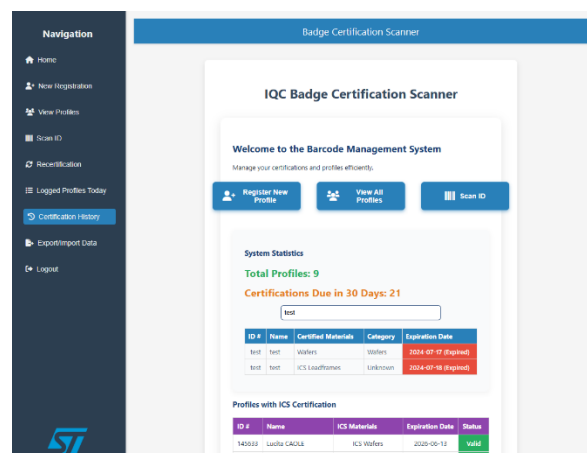 Navigation
Home
New Registration
View Profiles
Scan ID
Recertification
Logged Profiles Today
Certification History
Export/Import Data
Logout
ST
Badge Certification Scanner
IQC Badge Certification Scanner
Welcome to the Barcode Management System
Manage your certifications and profiles efficiently.
Register New
Profile
View All
Profiles
Scan ID
System Statistics
Total Profiles: 9
Certifications Due in 30 Days: 21
test
ID # Name Certified Materials Category Expiration Date
test test Wafers Wafers 2024-07-17 (Expired)
test test ICS Leadframes Unknown 2024-07-18 (Expired)
Profiles with ICS Certification
ID # Name ICS Materials Expiration Date Status
145633 Lucita CAOLE ICS Wafers 2026-06-13 Valid